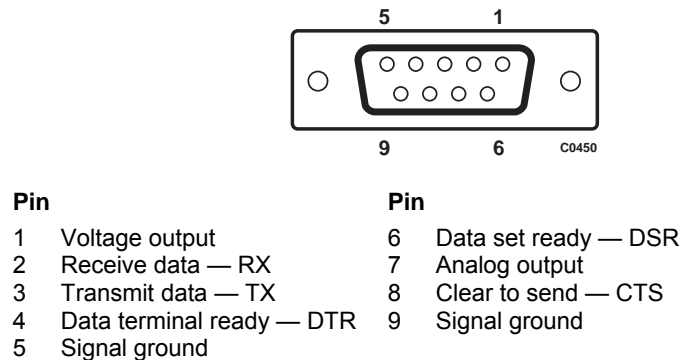 5 1
9 6 C0450
Pin
1 Voltage output
2 Receive data — RX
3 Transmit data — TX
4 Data terminal ready — DTR
5 Signal ground
Pin
6 Data set ready — DSR
7 Analog output
8 Clear to send — CTS
9 Signal ground